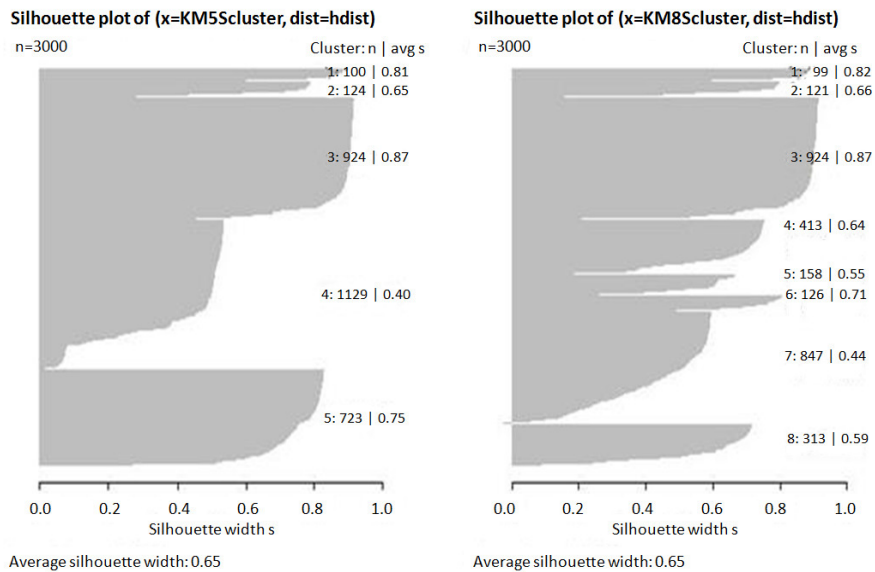 Silhouette plot of (x=KM5Scluster, dist=hdist)
n=3000
Cluster: n | avg s
1: 100 | 0.81
2: 124 | 0.65
3: 924 | 0.87
4: 1129 | 0.40
5: 723 | 0.75
0.0 0.2 0.4 0.6 0.8 1.0
Silhouette width s
Average silhouette width: 0.65
Silhouette plot of (x=KM8Scluster, dist=hdist)
n=3000
Cluster: n | avg s
1: 99 | 0.82
2: 121 | 0.66
3: 924 | 0.87
4: 413 | 0.64
5: 158 | 0.55
6: 126 | 0.71
7: 847 | 0.44
8: 313 | 0.59
0.0 0.2 0.4 0.6 0.8 1.0
Silhouette width s
Average silhouette width: 0.65